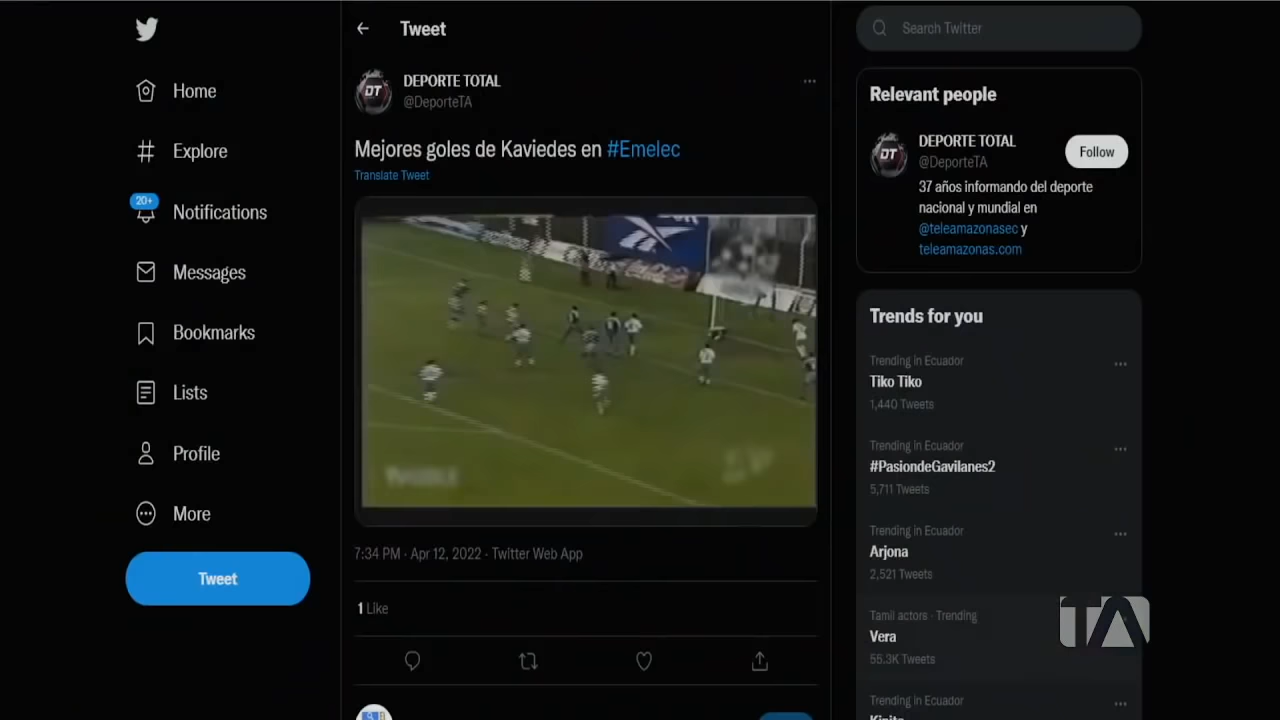 Home
Explore
20+
Notifications
Messages
Bookmarks
Lists
Profile
More
Tweet
Tweet
DT
DEPORTE TOTAL
@DeporteTA
Mejores goles de Kaviedes en #Emelec
Translate Tweet
7:34 PM · Apr 12, 2022 · Twitter Web App
1 Like
Search Twitter
Relevant people
DT
DEPORTE TOTAL
@DeporteTA
Follow
37 años informando del deporte
nacional y mundial en
@teleamazonasec y
teleamazonas.com
Trends for you
Trending in Ecuador
Tiko Tiko
1,440 Tweets
Trending in Ecuador
#PasiondeGavilanes2
5,711 Tweets
Trending in Ecuador
Arjona
2,521 Tweets
Tamil actors · Trending
Vera
55.3K Tweets
Trending in Ecuador
TA